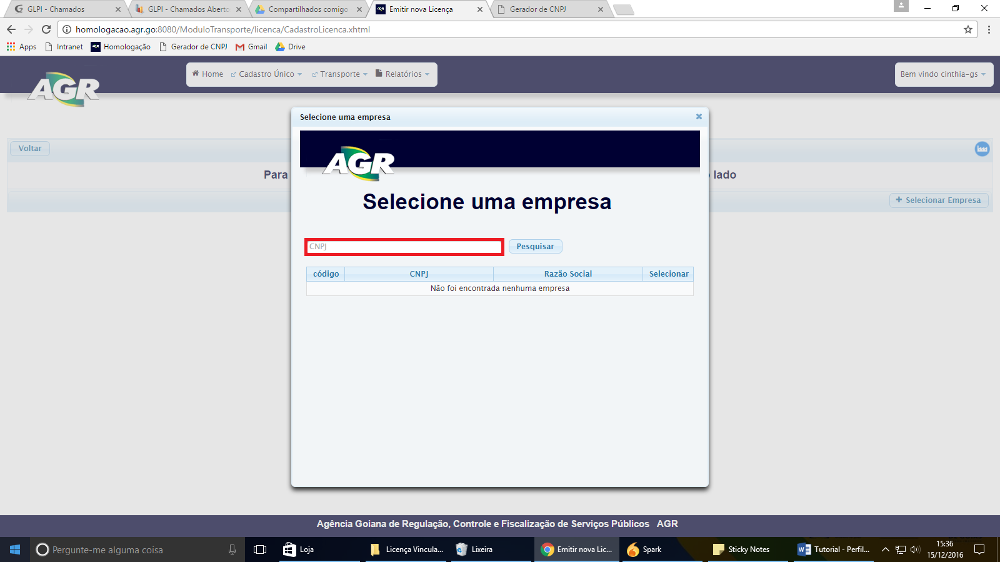 GLPI - Chamados
GLPI - Chamados Aberto
Compartilhados comigo
Emitir nova Licença
Gerador de CNPJ
homologacao.agr.go:8080/ModuloTransporte/licenca/CadastroLicenca.xhtml
Apps
Intranet
Homologação
Gerador de CNPJ
Gmail
Drive
AGR
Home
Cadastro Único
Transporte
Relatórios
Bem vindo cinthia-gs
Selecione uma empresa
Voltar
AGR
Para
lado
Selecione uma empresa
Selecionar Empresa
CNPJ
Pesquisar
código
CNPJ
Razão Social
Selecionar
Não foi encontrada nenhuma empresa
Agência Goiana de Regulação, Controle e Fiscalização de Serviços Públicos AGR
Pergunte-me alguma coisa
Loja
Licença Vincula...
Lixeira
Emitir nova Lic...
Spark
Sticky Notes
Tutorial - Perfil...
15:36
15/12/2016